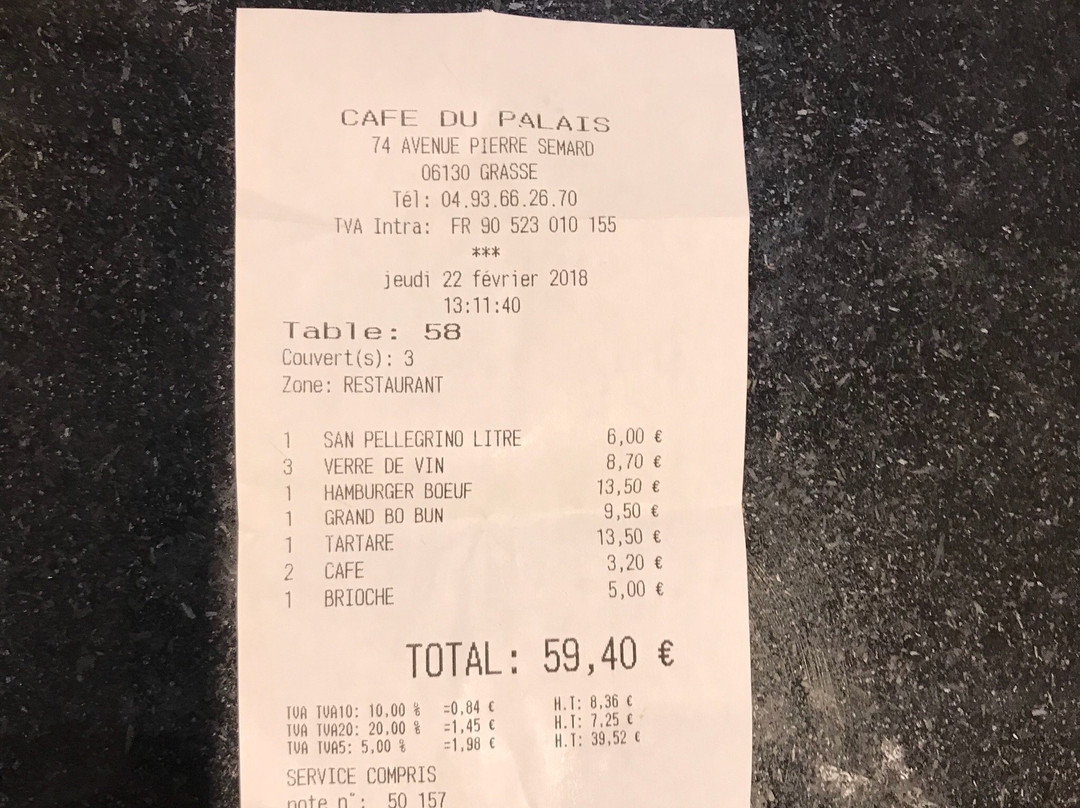 CAFE DU PALAIS
74 AVENUE PIERRE SEMARD
06130 GRASSE
Tél: 04.93.66.26.70
TVA Intra: FR 90 523 010 155
***
jeudi 22 février 2018
13:11:40
Table: 58
Couvert(s): 3
Zone: RESTAURANT
1 SAN PELLEGRINO LITRE 6,00 €
3 VERRE DE VIN 8,70 €
1 HAMBURGER BOEUF 13,50 €
1 GRAND BO BUN 9,50 €
1 TARTARE 13,50 €
2 CAFE 3,20 €
1 BRIOCHE 5,00 €
TOTAL: 59,40 €
TVA TVA10: 10,00 % =0,84 € H.T: 8,36 €
TVA TVA20: 20,00 % =1,45 € H.T: 7,25 €
TVA TVA5: 5,00 % =1,98 € H.T: 39,52 €
SERVICE COMPRIS
note n°: 50 157